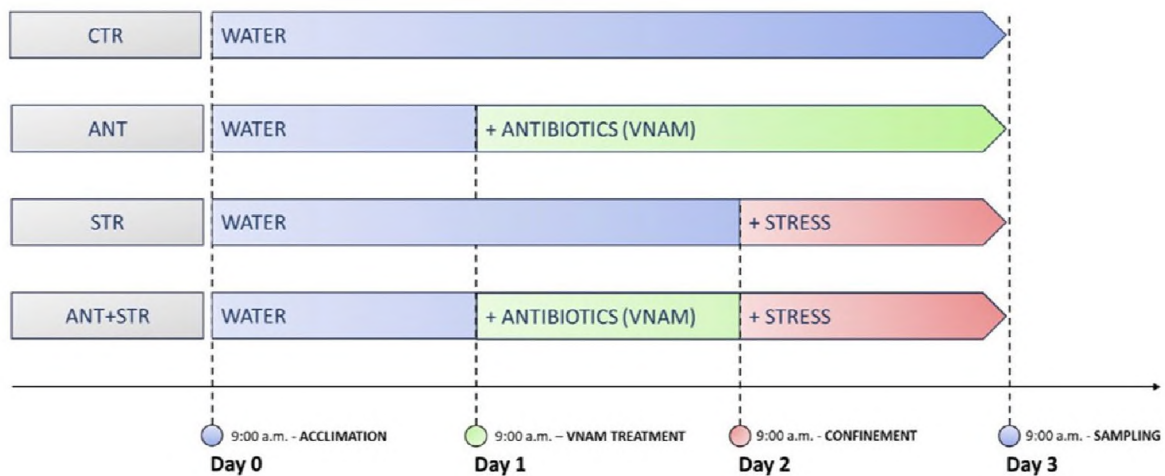 CTR WATER
ANT WATER + ANTIBIOTICS (VNAM)
STR WATER + STRESS
ANT+STR WATER + ANTIBIOTICS (VNAM) + STRESS
9:00 a.m. - ACCLIMATION 9:00 a.m. – VNAM TREATMENT 9:00 a.m. - CONFINEMENT 9:00 a.m. - SAMPLING
Day 0 Day 1 Day 2 Day 3